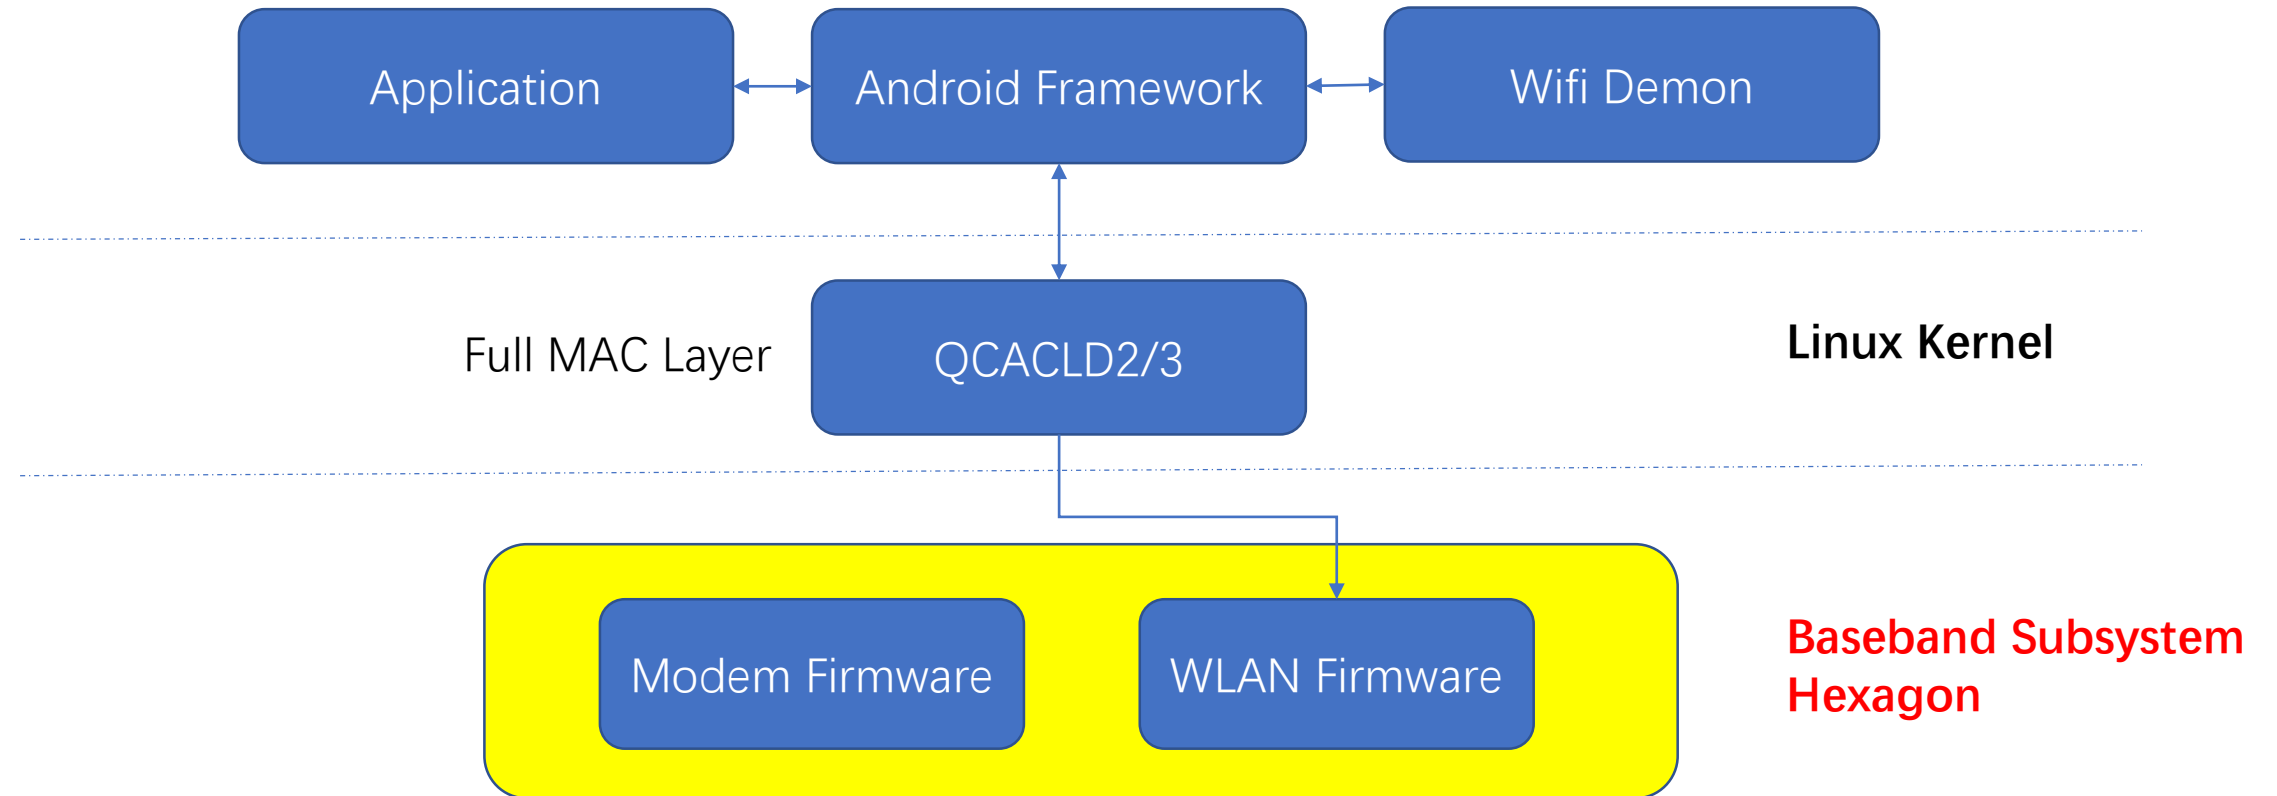 Application
Android Framework
Wifi Demon
Full MAC Layer
QCACLD2/3
Linux Kernel
Modem Firmware
WLAN Firmware
Baseband Subsystem
Hexagon